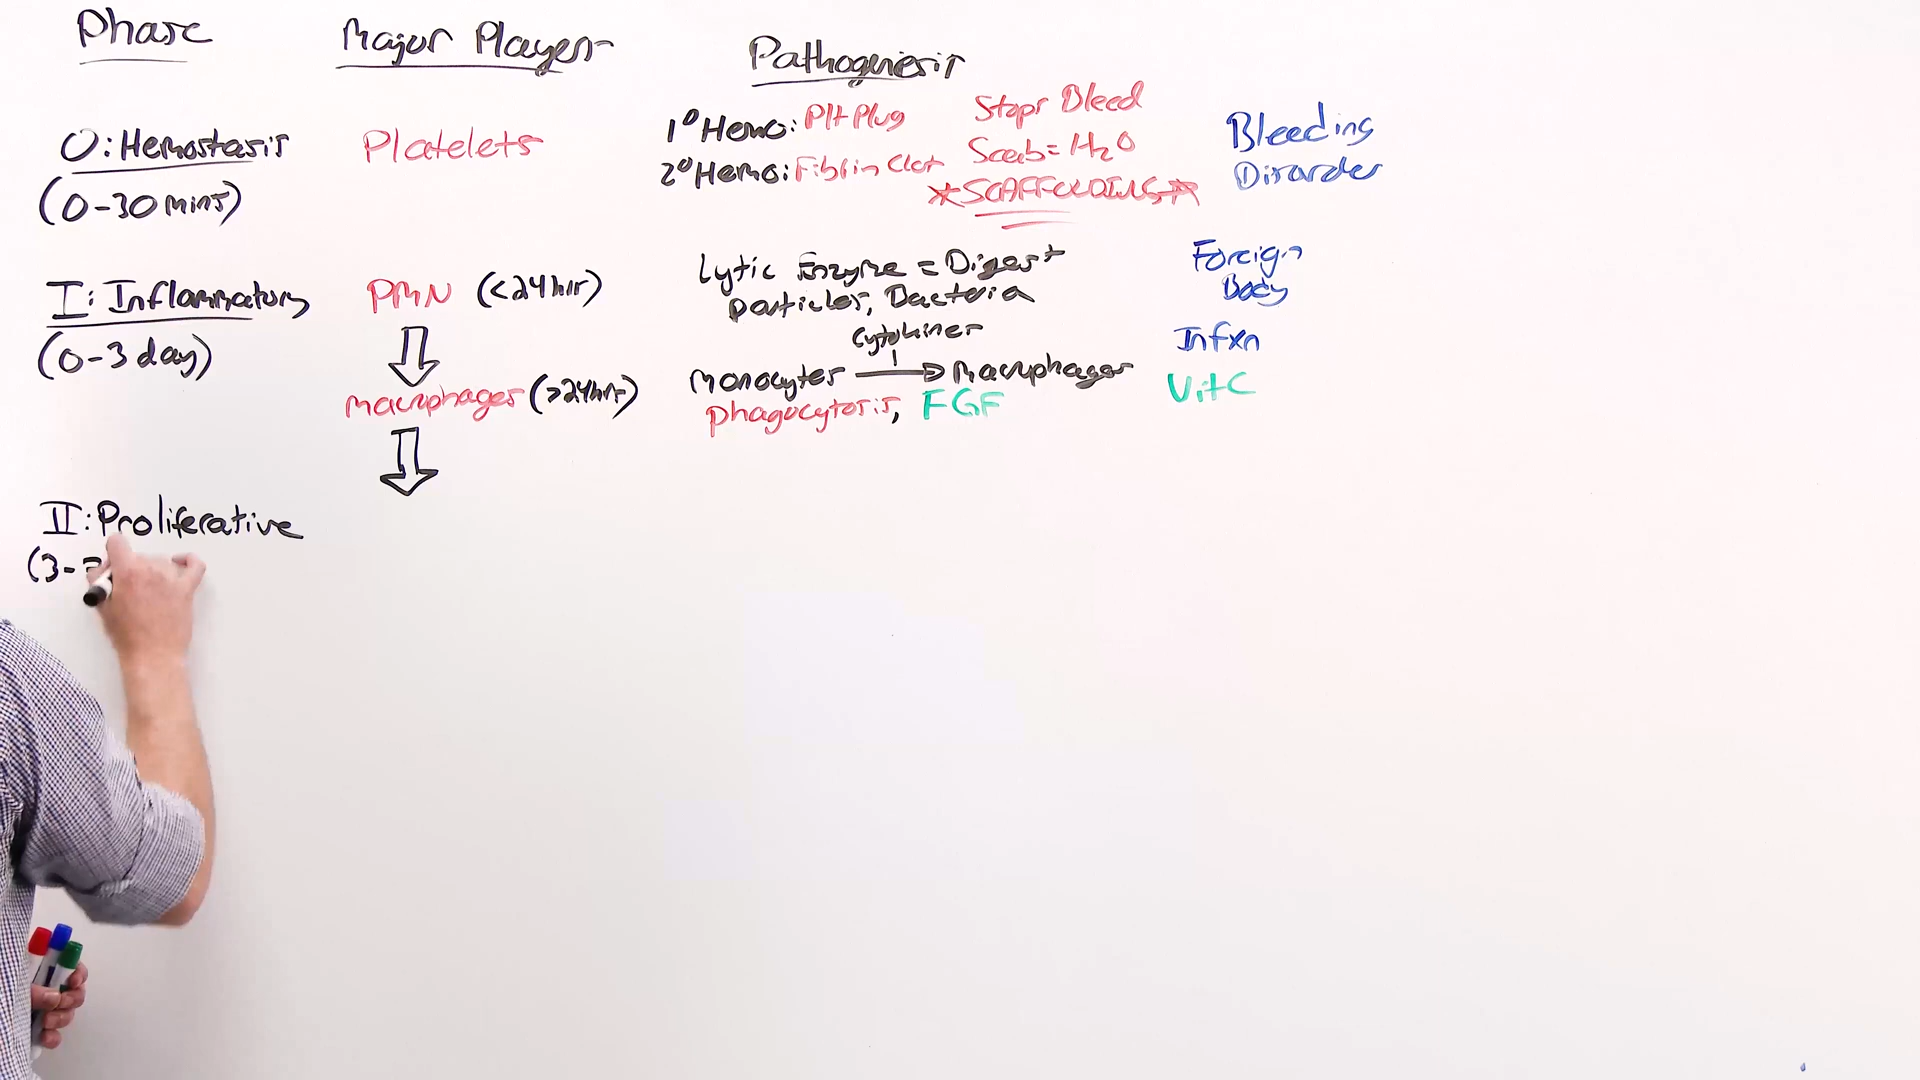 Phase Major Player Pathogenesis
0: Hemostasis Platelets 1° Hemo: Plt Plug Stops Bleed Bleeding
(0-30 mins) 2° Hemo: Fibrin Clot Scab = H2O Disorder
*SCAFFOLDING*
I: Inflammatory PMN (<24hr) Lytic Enzyme = Digest Foreign
(0-3 day) Particles, Bacteria Body
Cytokines Infxn
Macrophages (>24hr) Monocytes → Macrophages VitC
Phagocytosis, FGF
II: Proliferative
(3-